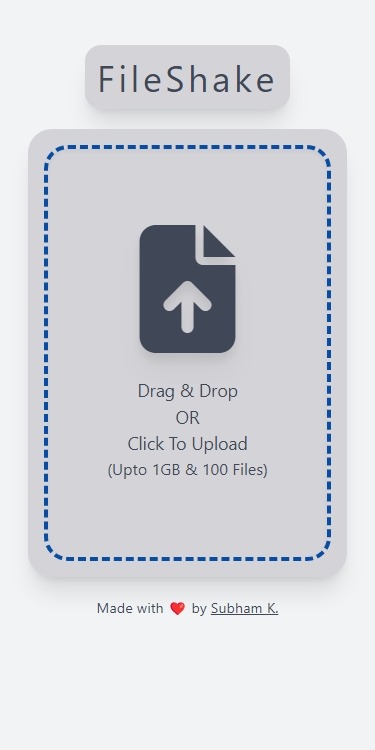 FileShake
Drag & Drop
OR
Click To Upload
(Upto 1GB & 100 Files)
Made with ❤️ by Subham K.